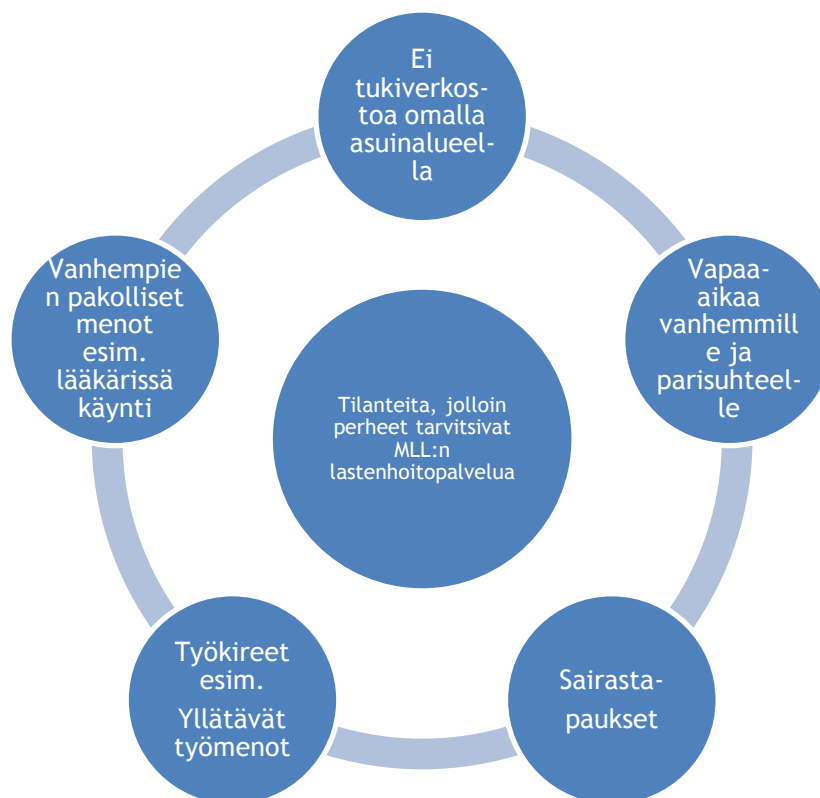 Ei
tukiverkos-
toa omalla
asuinalueel-
la
Vapaa-
aikaa
vanhemmill
e ja
parisuhteel-
le
Sairasta-
paukset
Työkireet
esim.
Yllätävät
työmenot
Vanhempie
n pakolliset
menot
esim.
lääkärissä
käynti
Tilanteita, jolloin
perheet tarvitsivat
MLL:n
lastenhoitopalvelua